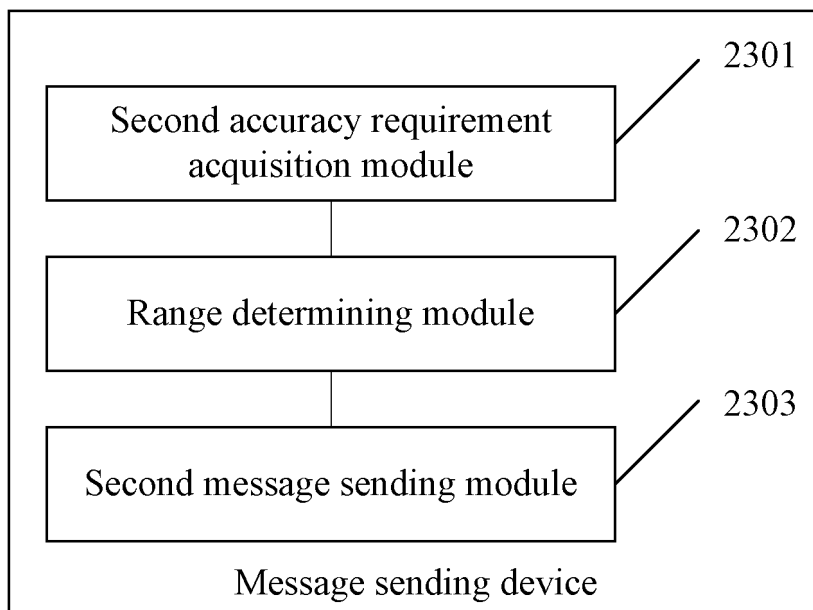 2301
Second accuracy requirement
acquisition module
2302
Range determining module
2303
Second message sending module
Message sending device